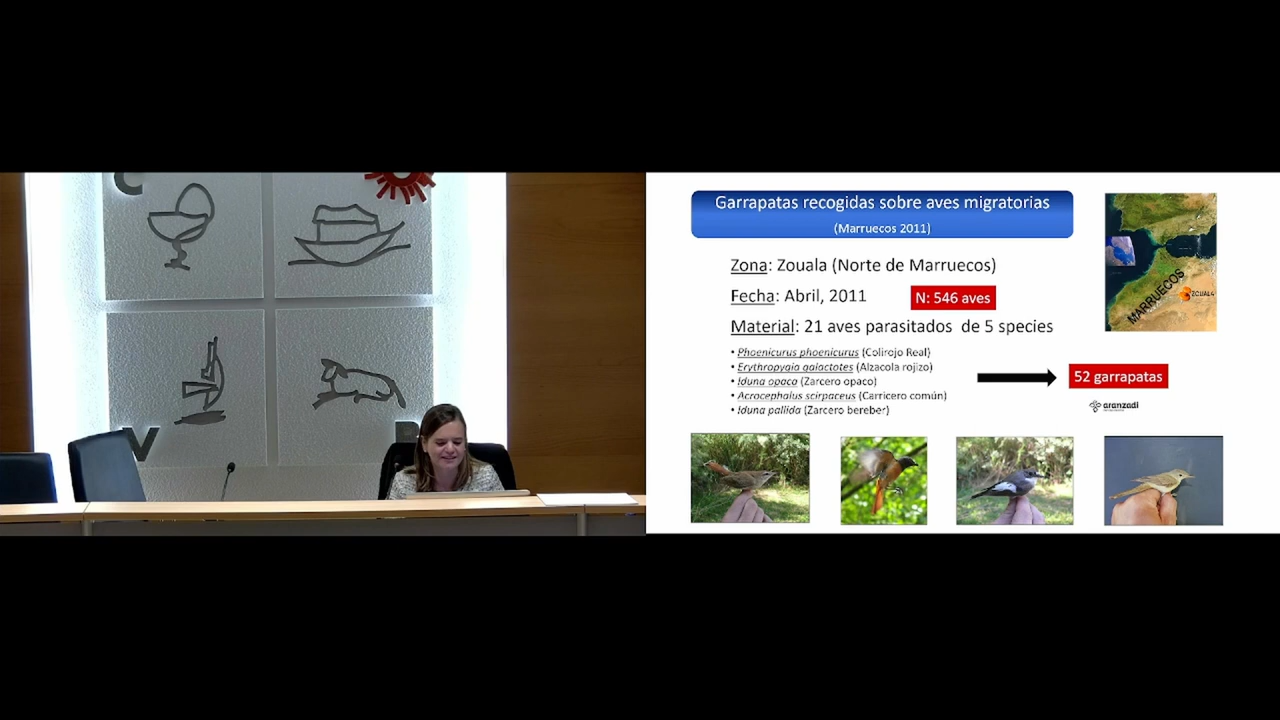 C
V
Garrapatas recogidas sobre aves migratorias
(Marruecos 2011)
Zona: Zouala (Norte de Marruecos)
Fecha: Abril, 2011
N: 546 aves
Material: 21 aves parasitados de 5 species
• Phoenicurus phoenicurus (Colirojo Real)
• Erythropygia galactotes (Alzacola rojizo)
• Iduna opaca (Zarcero opaco)
• Acrocephalus scirpaceus (Carricero común)
• Iduna pallida (Zarcero bereber)
52 garrapatas
aranzadi
MARRUECOS
ZOUALA